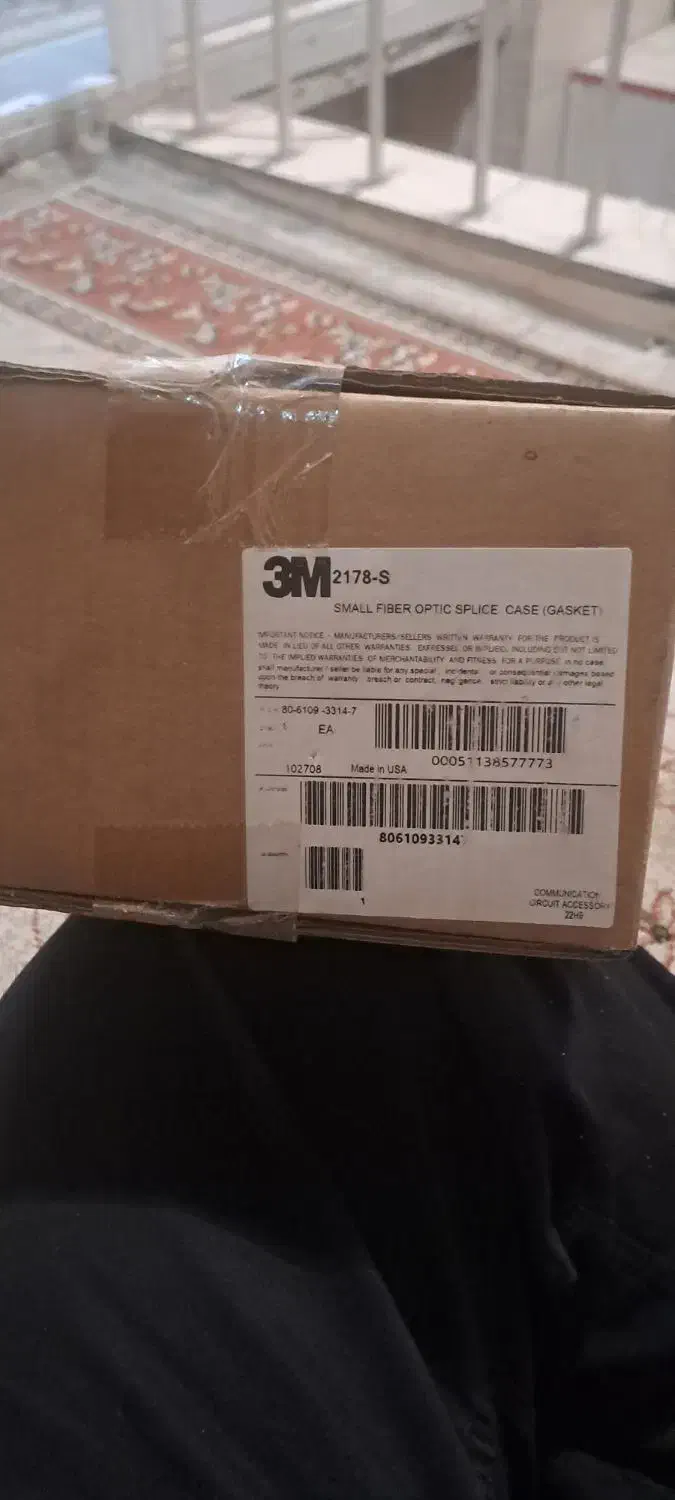 3M 2178-S
SMALL FIBER OPTIC SPLICE CASE (GASKET)
IMPORTANT NOTICE - MANUFACTURERS/SELLERS WRITTEN WARRANTY FOR THE PRODUCT IS
MADE IN LIEU OF ALL OTHER WARRANTIES EXPRESSED OR IMPLIED, INCLUDING BUT NOT LIMITED
TO THE IMPLIED WARRANTIES OF MERCHANTABILITY AND FITNESS FOR A PURPOSE in no case
shall manufacturer / seller be liable for any special, incidental or consequential damages based
upon the breach of warranty breach or contract, negligence strict liability or other legal
theory
80-6109 -3314-7
1 EA
00051138577773
102708 Made in USA
8061093314
1
COMMUNICATION
CIRCUIT ACCESSORY
22H9